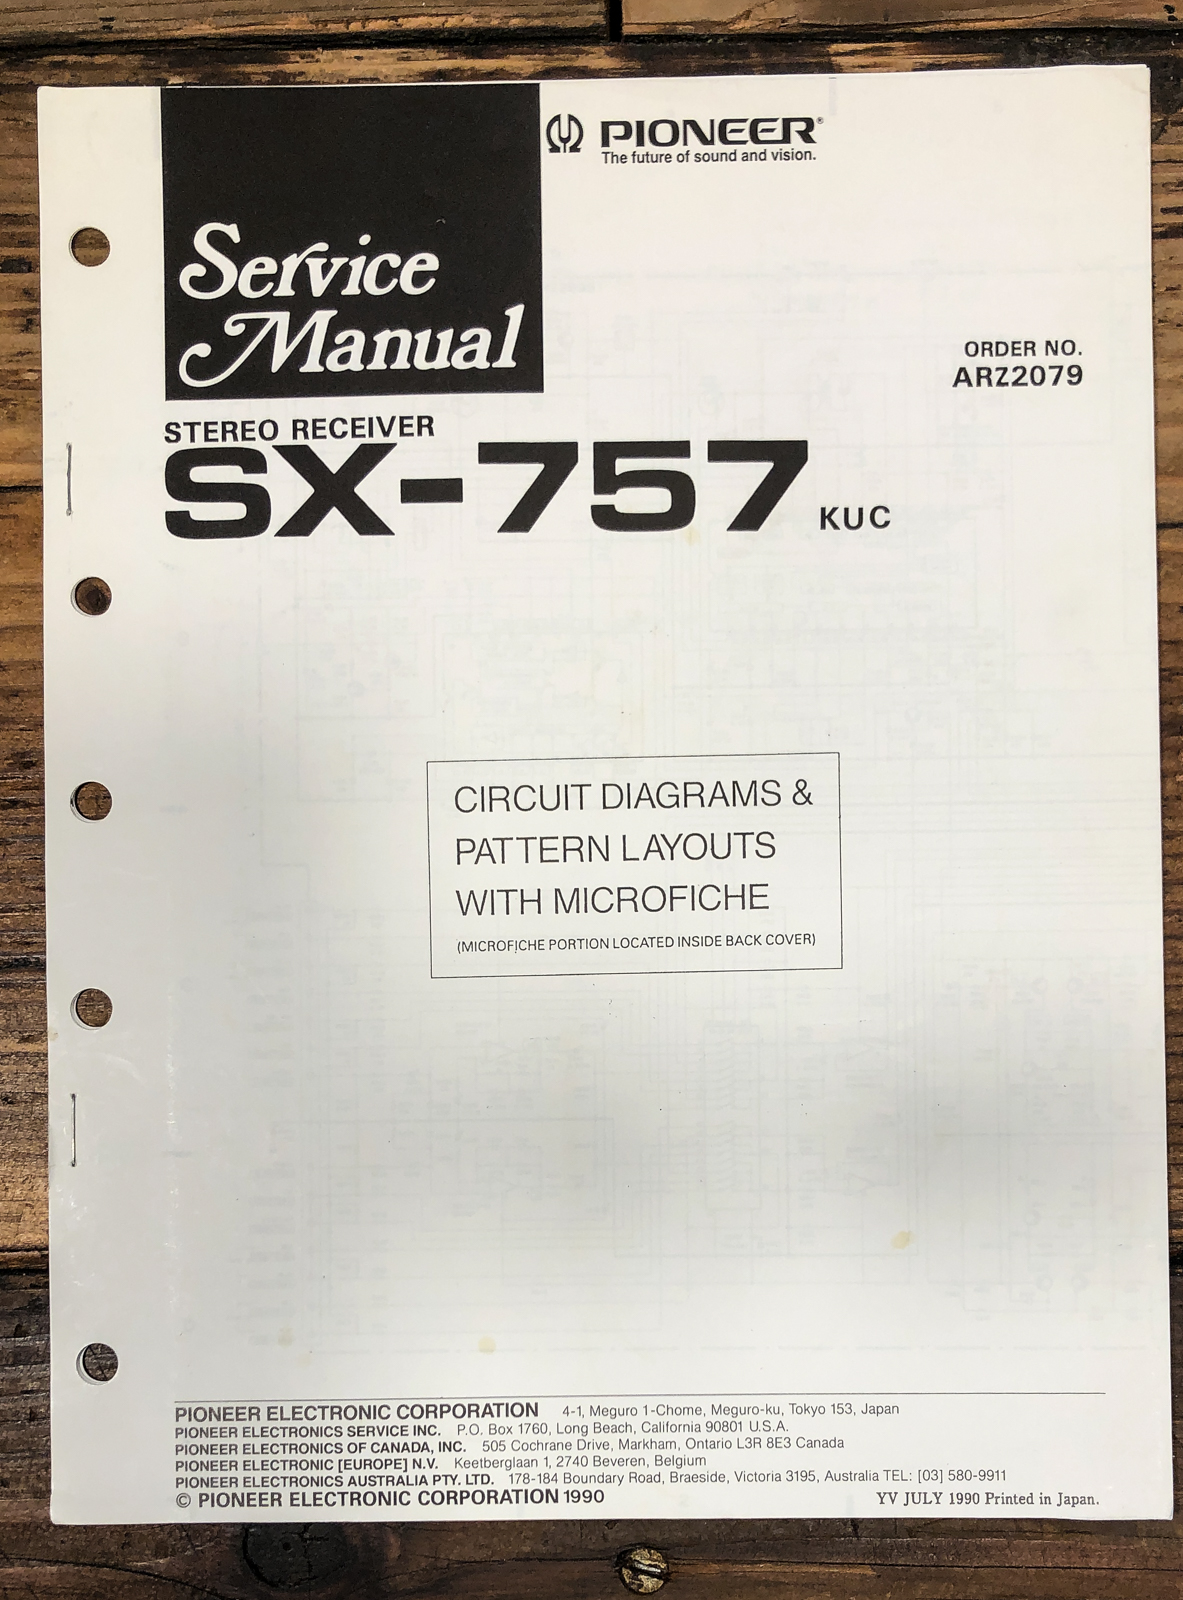 PIONEER®
The future of sound and vision.
Service
Manual
ORDER NO.
ARZ2079
STEREO RECEIVER
SX-757 KUC
CIRCUIT DIAGRAMS &
PATTERN LAYOUTS
WITH MICROFICHE
(MICROFICHE PORTION LOCATED INSIDE BACK COVER)
PIONEER ELECTRONIC CORPORATION 4-1, Meguro 1-Chome, Meguro-ku, Tokyo 153, Japan
PIONEER ELECTRONICS SERVICE INC. P.O. Box 1760, Long Beach, California 90801 U.S.A.
PIONEER ELECTRONICS OF CANADA, INC. 505 Cochrane Drive, Markham, Ontario L3R 8E3 Canada
PIONEER ELECTRONIC [EUROPE] N.V. Keetberglaan 1, 2740 Beveren, Belgium
PIONEER ELECTRONICS AUSTRALIA PTY. LTD. 178-184 Boundary Road, Braeside, Victoria 3195, Australia TEL: [03] 580-9911
© PIONEER ELECTRONIC CORPORATION 1990 YV JULY 1990 Printed in Japan.